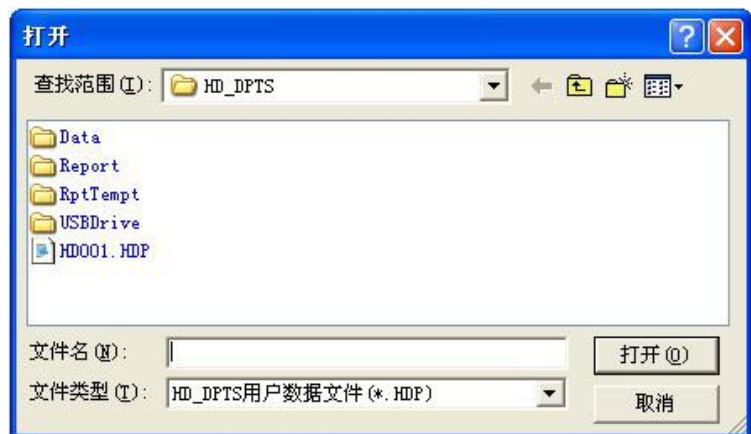 打开
查找范围(I): HD_DPTS
Data
Report
RptTempt
USBDrive
HD001.HDP
文件名(N): 打开(O)
文件类型(T): HD_DPTS用户数据文件(*.HDP) 取消